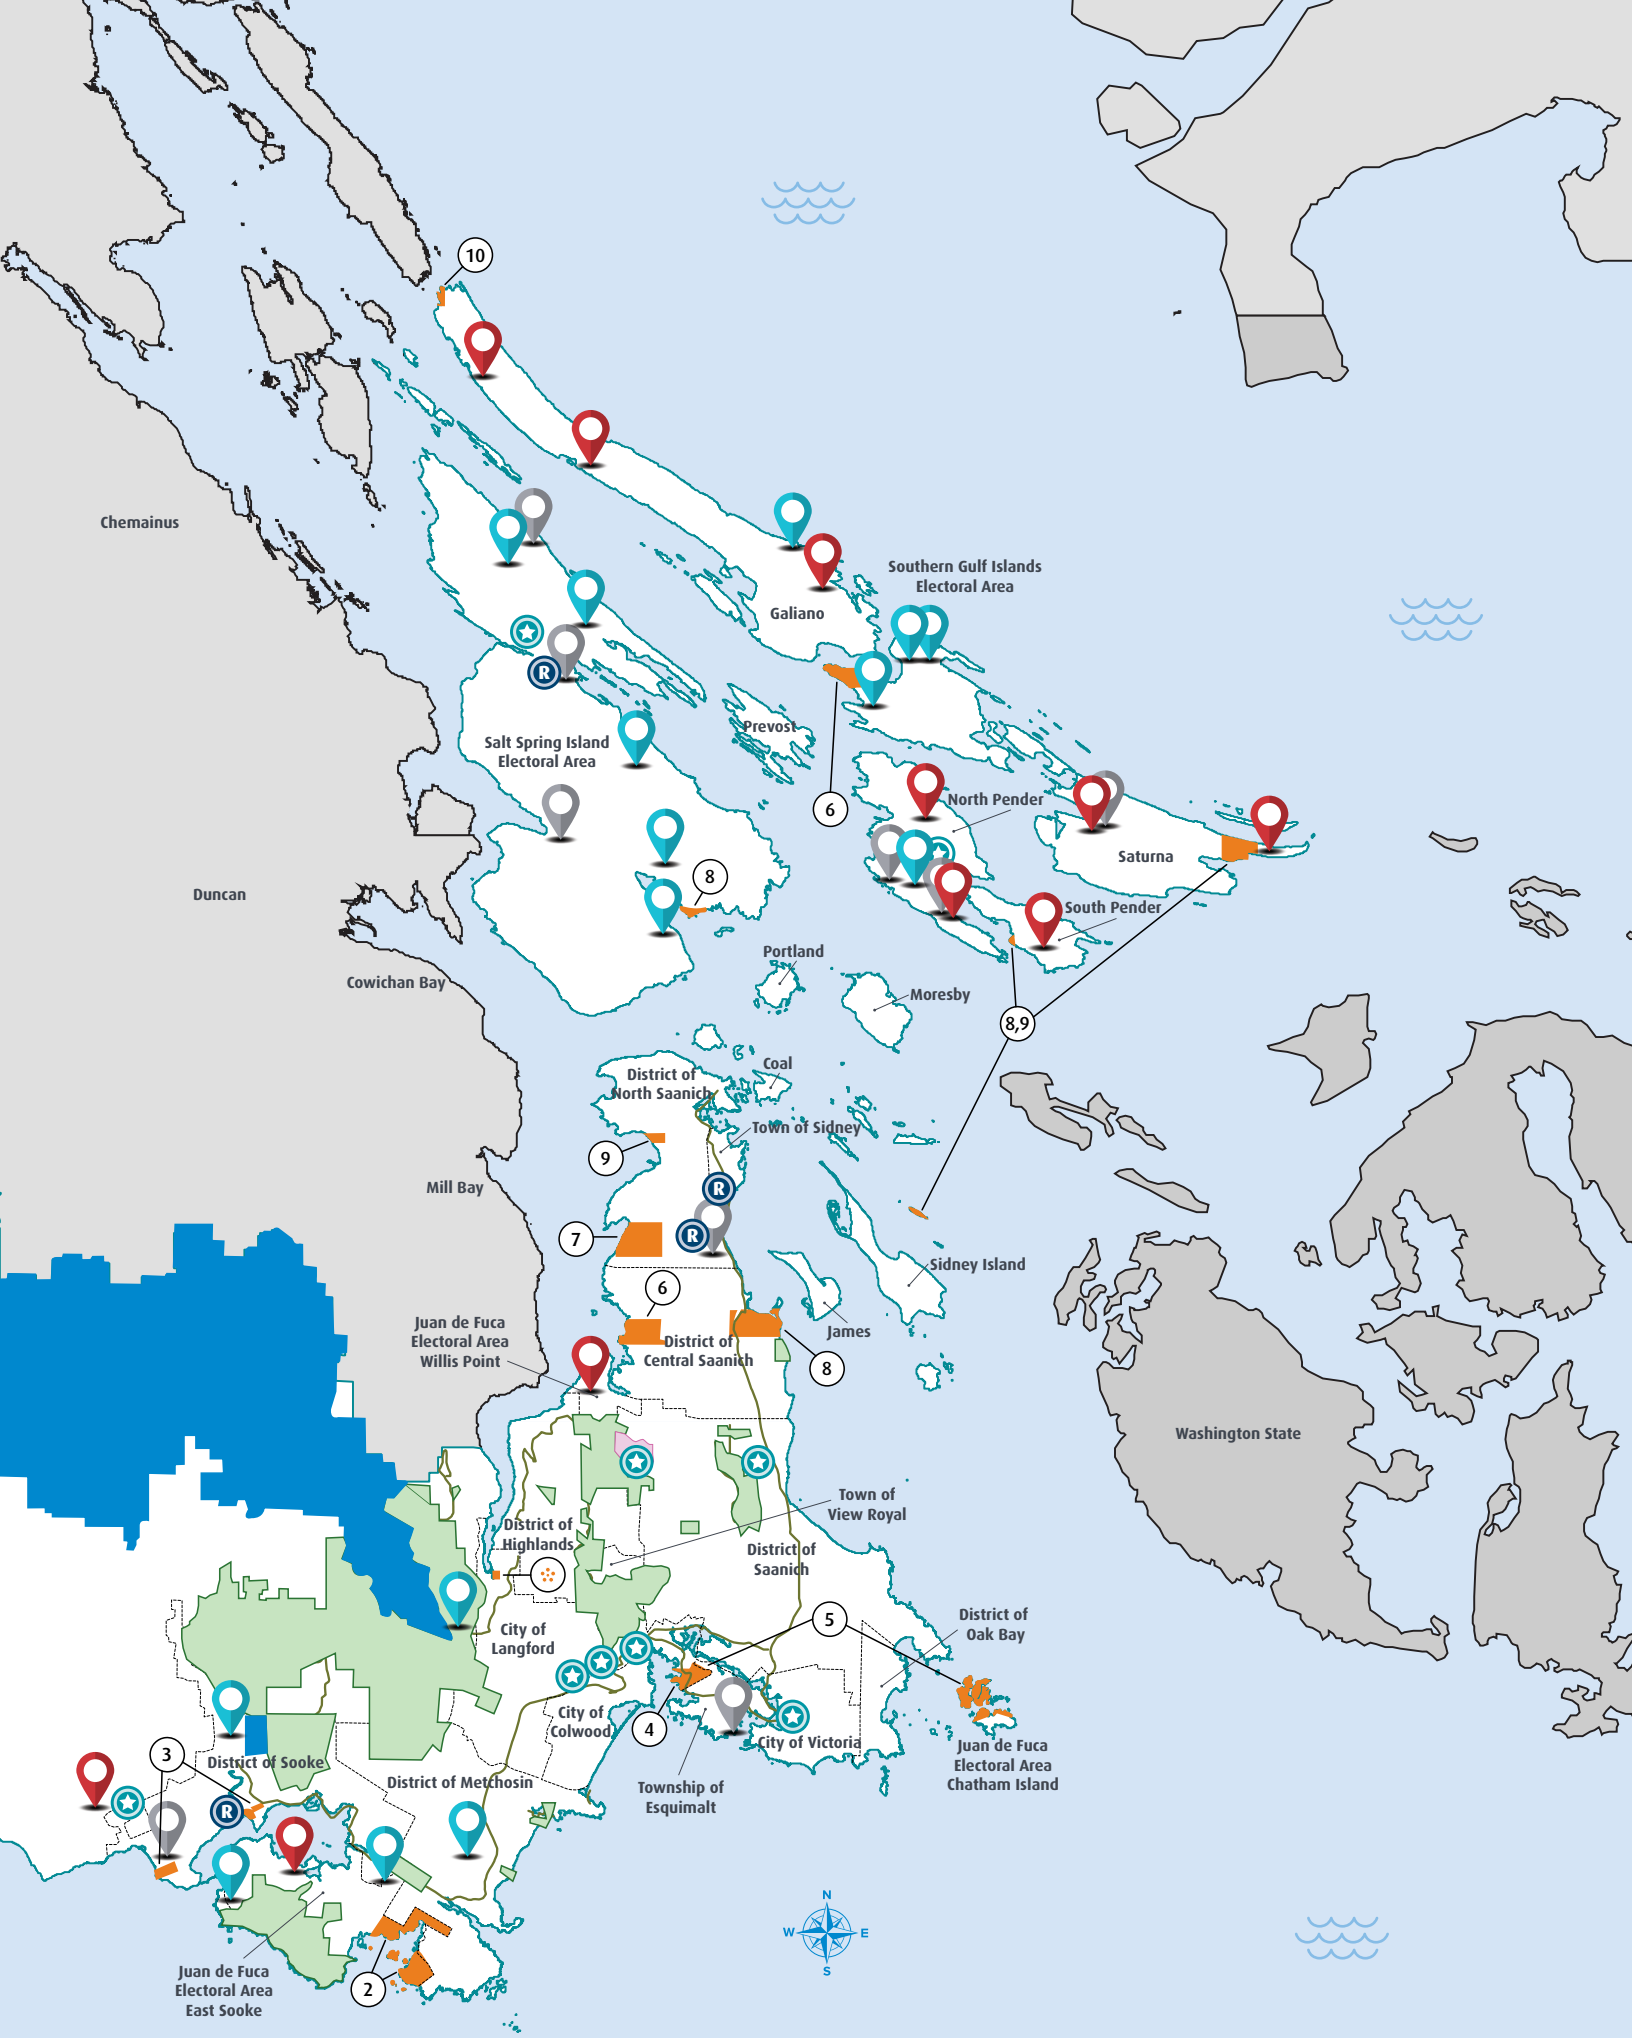 10
Chemainus
Southern Gulf Islands
Electoral Area
Galiano
R
Prevost
Salt Spring Island
Electoral Area
6
North Pender
Saturna
8
Duncan
South Pender
Portland
Cowichan Bay
Moresby
8,9
Coal
District of
North Saanich
Town of Sidney
9
Mill Bay
R
R
7
Sidney Island
6
Juan de Fuca
Electoral Area
Willis Point
James
District of
Central Saanich
8
Washington State
Town of
View Royal
District of
Highlands
District of
Saanich
5
District of
Oak Bay
City of
Langford
City of
Colwood
4
City of Victoria
Juan de Fuca
Electoral Area
Chatham Island
3
District of Sooke
District of Metchosin
Township of
Esquimalt
R
N
W
E
S
Juan de Fuca
Electoral Area
East Sooke
2